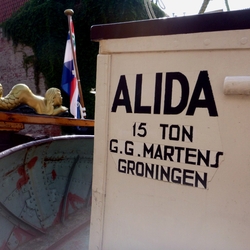 ALIDA
15 TON
G.G. MARTENS
GRONINGEN